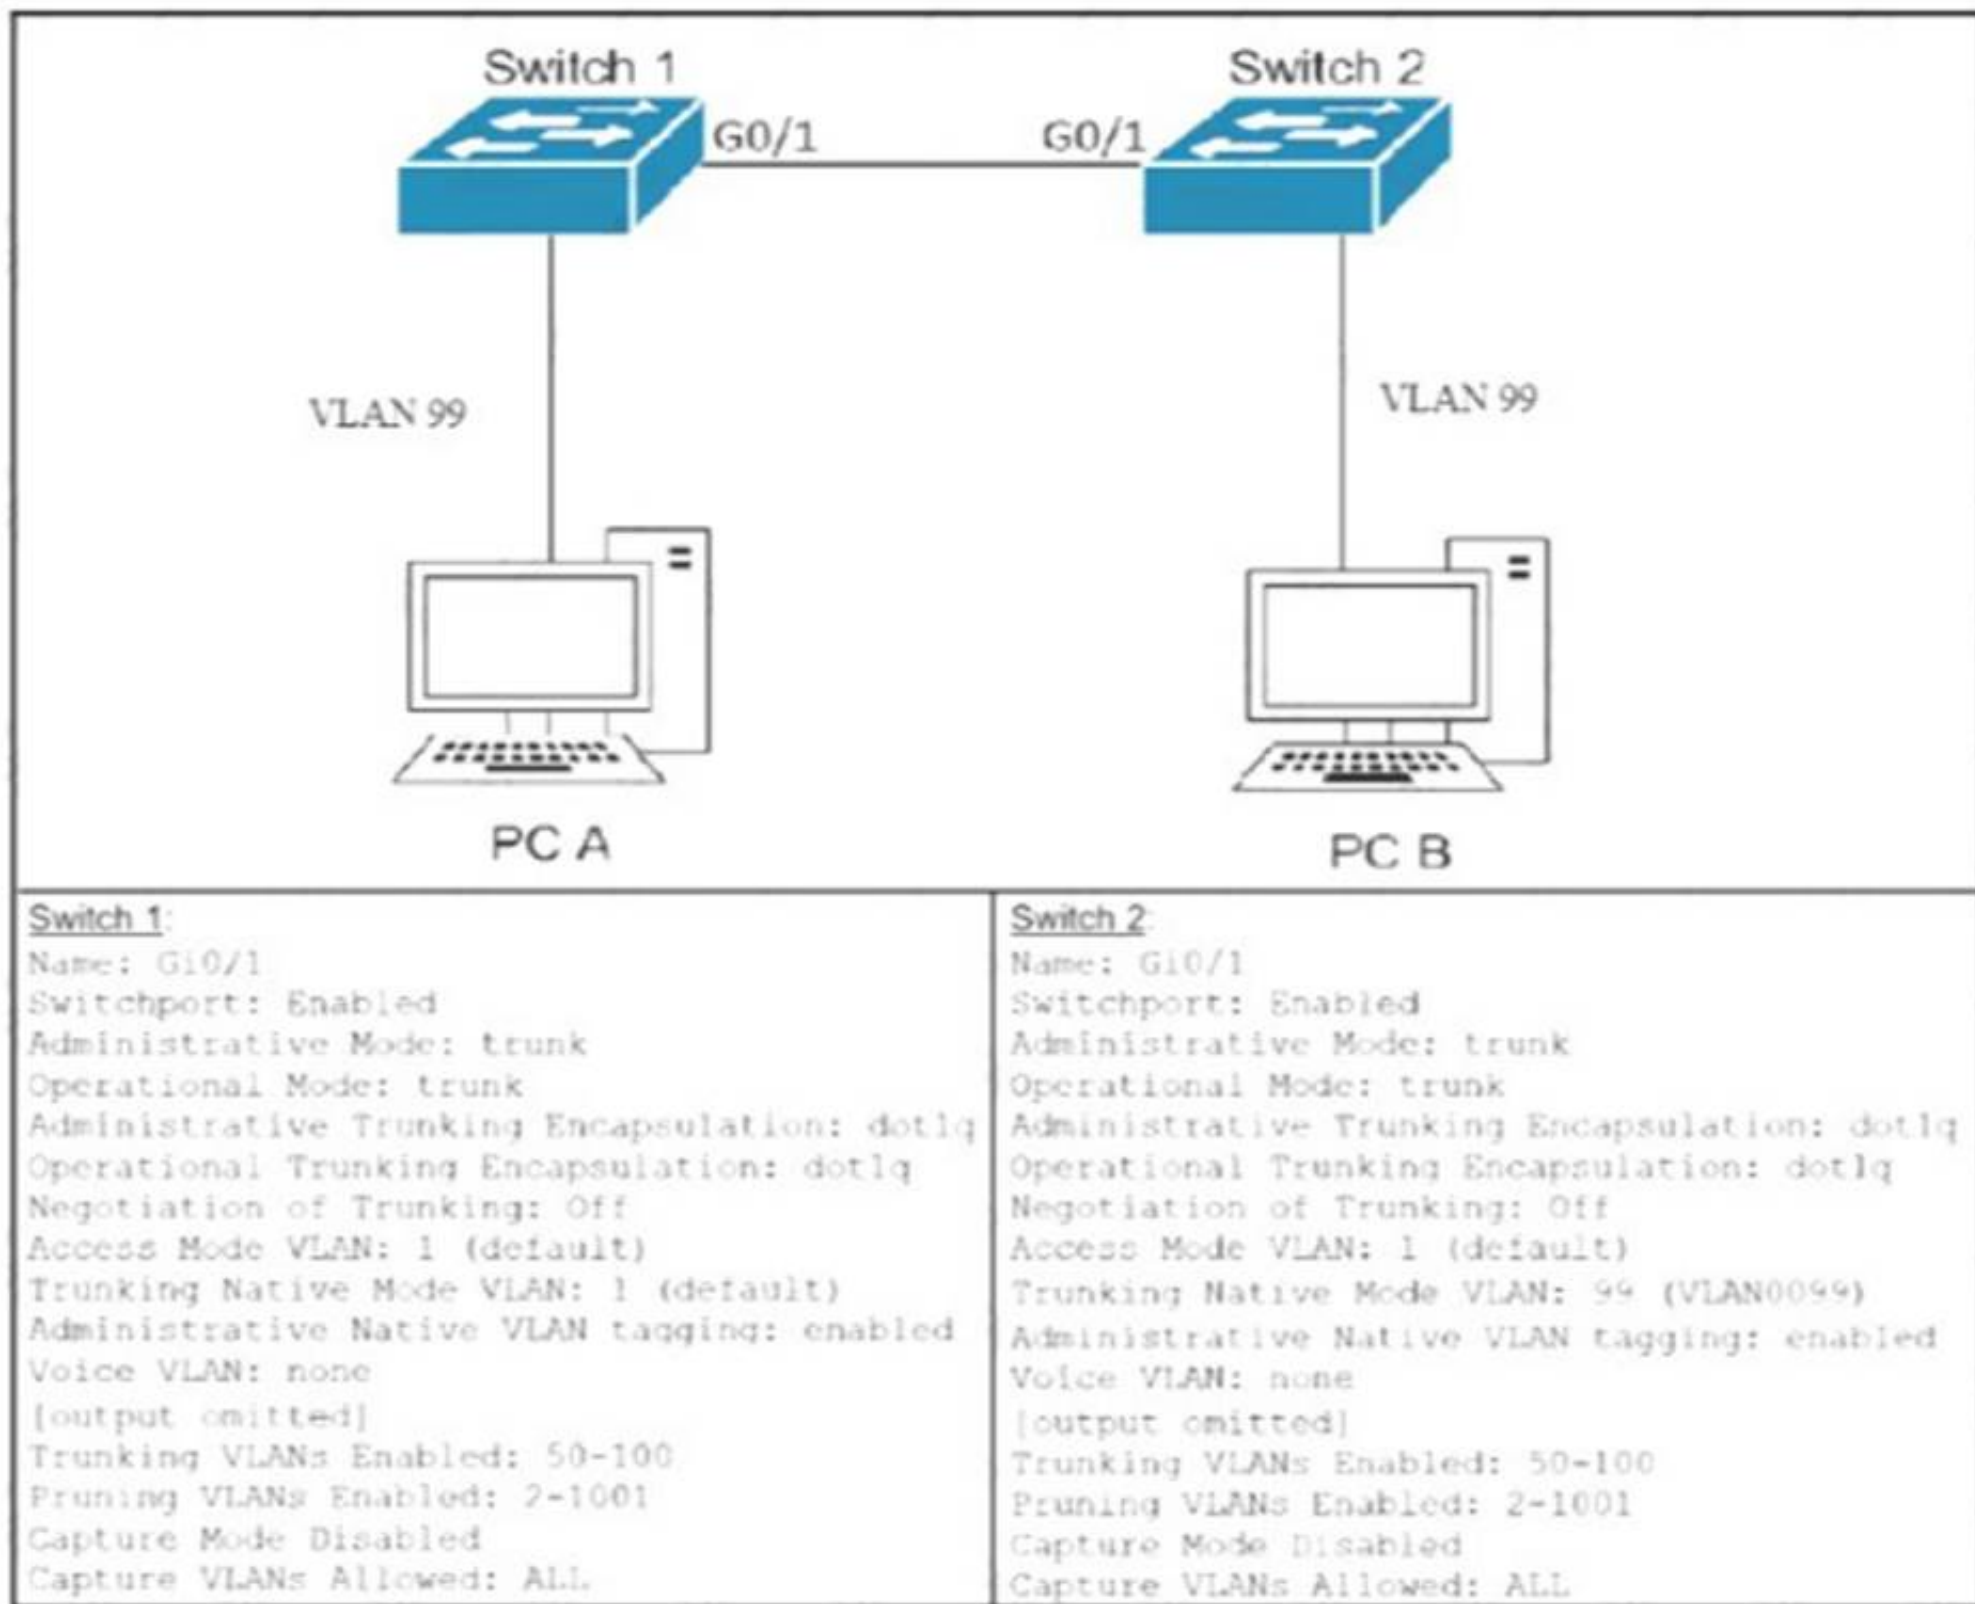 Switch 1
Switch 2
G0/1
G0/1
VLAN 99
VLAN 99
PC A
PC B
Switch 1:
Name: Gi0/1
Switchport: Enabled
Administrative Mode: trunk
Operational Mode: trunk
Administrative Trunking Encapsulation: dot1q
Operational Trunking Encapsulation: dot1q
Negotiation of Trunking: Off
Access Mode VLAN: 1 (default)
Trunking Native Mode VLAN: 1 (default)
Administrative Native VLAN tagging: enabled
Voice VLAN: none
[output omitted]
Trunking VLANs Enabled: 50-100
Pruning VLANs Enabled: 2-1001
Capture Mode Disabled
Capture VLANs Allowed: ALL
Switch 2:
Name: Gi0/1
Switchport: Enabled
Administrative Mode: trunk
Operational Mode: trunk
Administrative Trunking Encapsulation: dot1q
Operational Trunking Encapsulation: dot1q
Negotiation of Trunking: Off
Access Mode VLAN: 1 (default)
Trunking Native Mode VLAN: 99 (VLAN0099)
Administrative Native VLAN tagging: enabled
Voice VLAN: none
[output omitted]
Trunking VLANs Enabled: 50-100
Pruning VLANs Enabled: 2-1001
Capture Mode Disabled
Capture VLANs Allowed: ALL